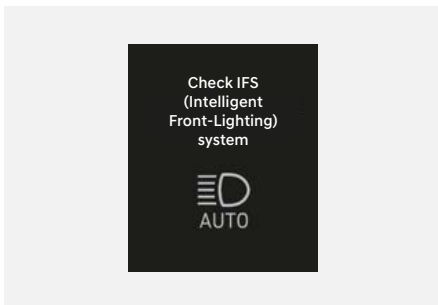 Check IFS
(Intelligent
Front-Lighting)
system
AUTO